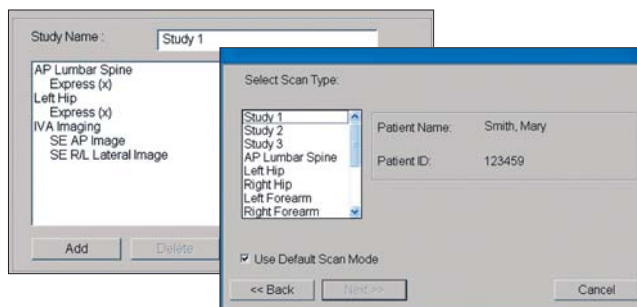 Study Name : Study 1
AP Lumbar Spine
Express (x)
Left Hip
Express (x)
IVA Imaging
SE AP Image
SE R/L Lateral Image
Add Delete
Select Scan Type:
Study 1
Study 2
Study 3
AP Lumbar Spine
Left Hip
Right Hip
Left Forearm
Right Forearm
Patient Name: Smith, Mary
Patient ID: 123459
Use Default Scan Mode
<< Back Next >> Cancel